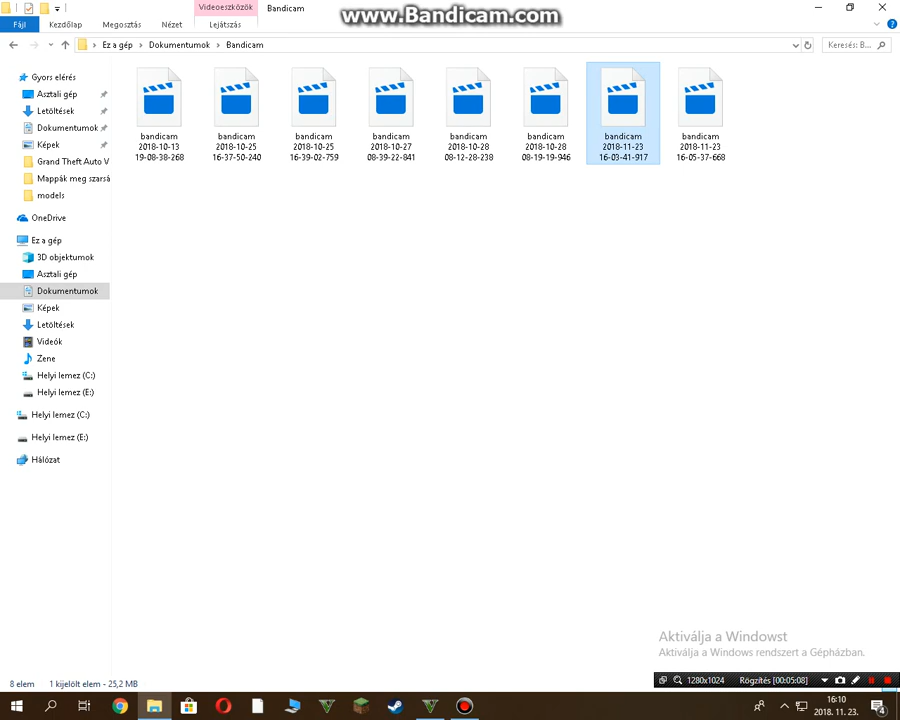 www.Bandicam.com
Videoeszközök
Bandicam
Fájl
Kezdőlap
Megosztás
Nézet
Lejátszás
Ez a gép
Dokumentumok
Bandicam
Keresés: B...
Gyors elérés
Asztali gép
Letöltések
Dokumentumok
Képek
Grand Theft Auto V
Mappák meg szarsá
models
OneDrive
Ez a gép
3D objektumok
Asztali gép
Dokumentumok
Képek
Letöltések
Videók
Zene
Helyi lemez (C:)
Helyi lemez (E:)
Helyi lemez (C:)
Helyi lemez (E:)
Hálózat
bandicam
2018-10-13
19-08-38-268
bandicam
2018-10-25
16-37-50-240
bandicam
2018-10-25
16-39-02-759
bandicam
2018-10-27
08-39-22-841
bandicam
2018-10-28
08-12-28-238
bandicam
2018-10-28
08-19-19-946
bandicam
2018-11-23
16-03-41-917
bandicam
2018-11-23
16-05-37-668
Aktiválja a Windowst
Aktiválja a Windows rendszert a Gépházban.
8 elem
1 kijelölt elem - 25,2 MB
1280x1024
Rögzítés [00:05:08]
16:10
2018. 11. 23.
4